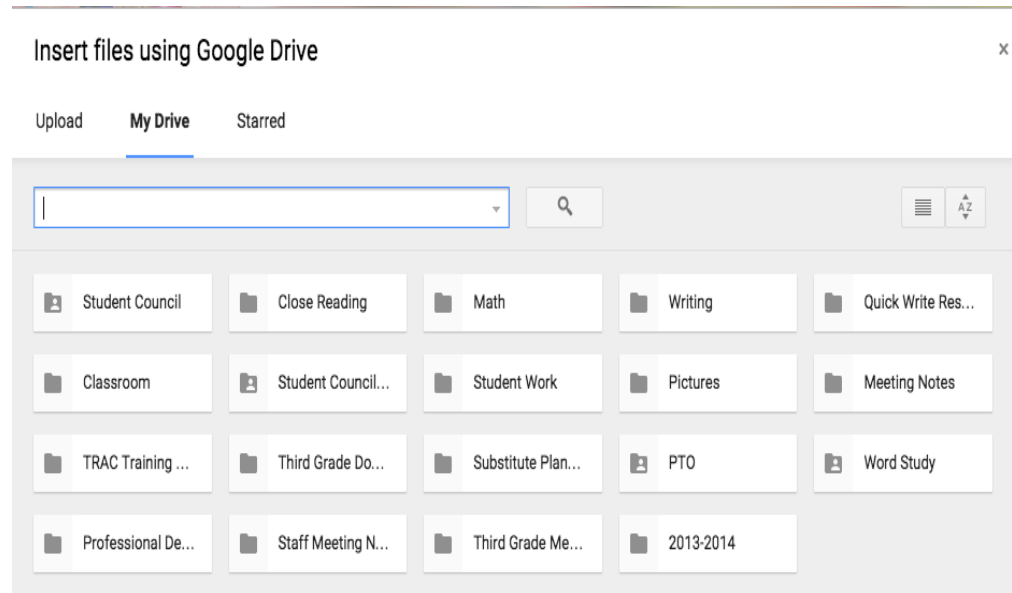 Insert files using Google Drive
x
Upload My Drive Starred
AZ
Student Council Close Reading Math Writing Quick Write Res...
Classroom Student Council... Student Work Pictures Meeting Notes
TRAC Training ... Third Grade Do... Substitute Plan... PTO Word Study
Professional De... Staff Meeting N... Third Grade Me... 2013-2014